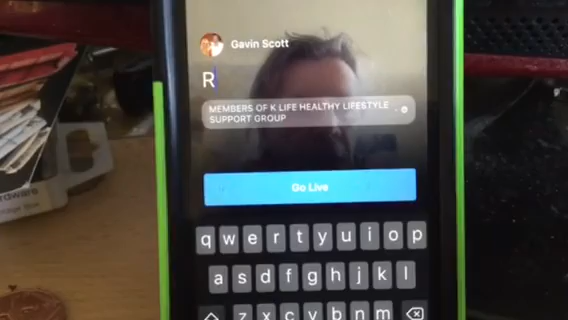 Gavin Scott
R
MEMBERS OF K LIFE HEALTHY LIFESTYLE
SUPPORT GROUP
Go Live
q w e r t y u i o p
a s d f g h j k l
z x c v b n m